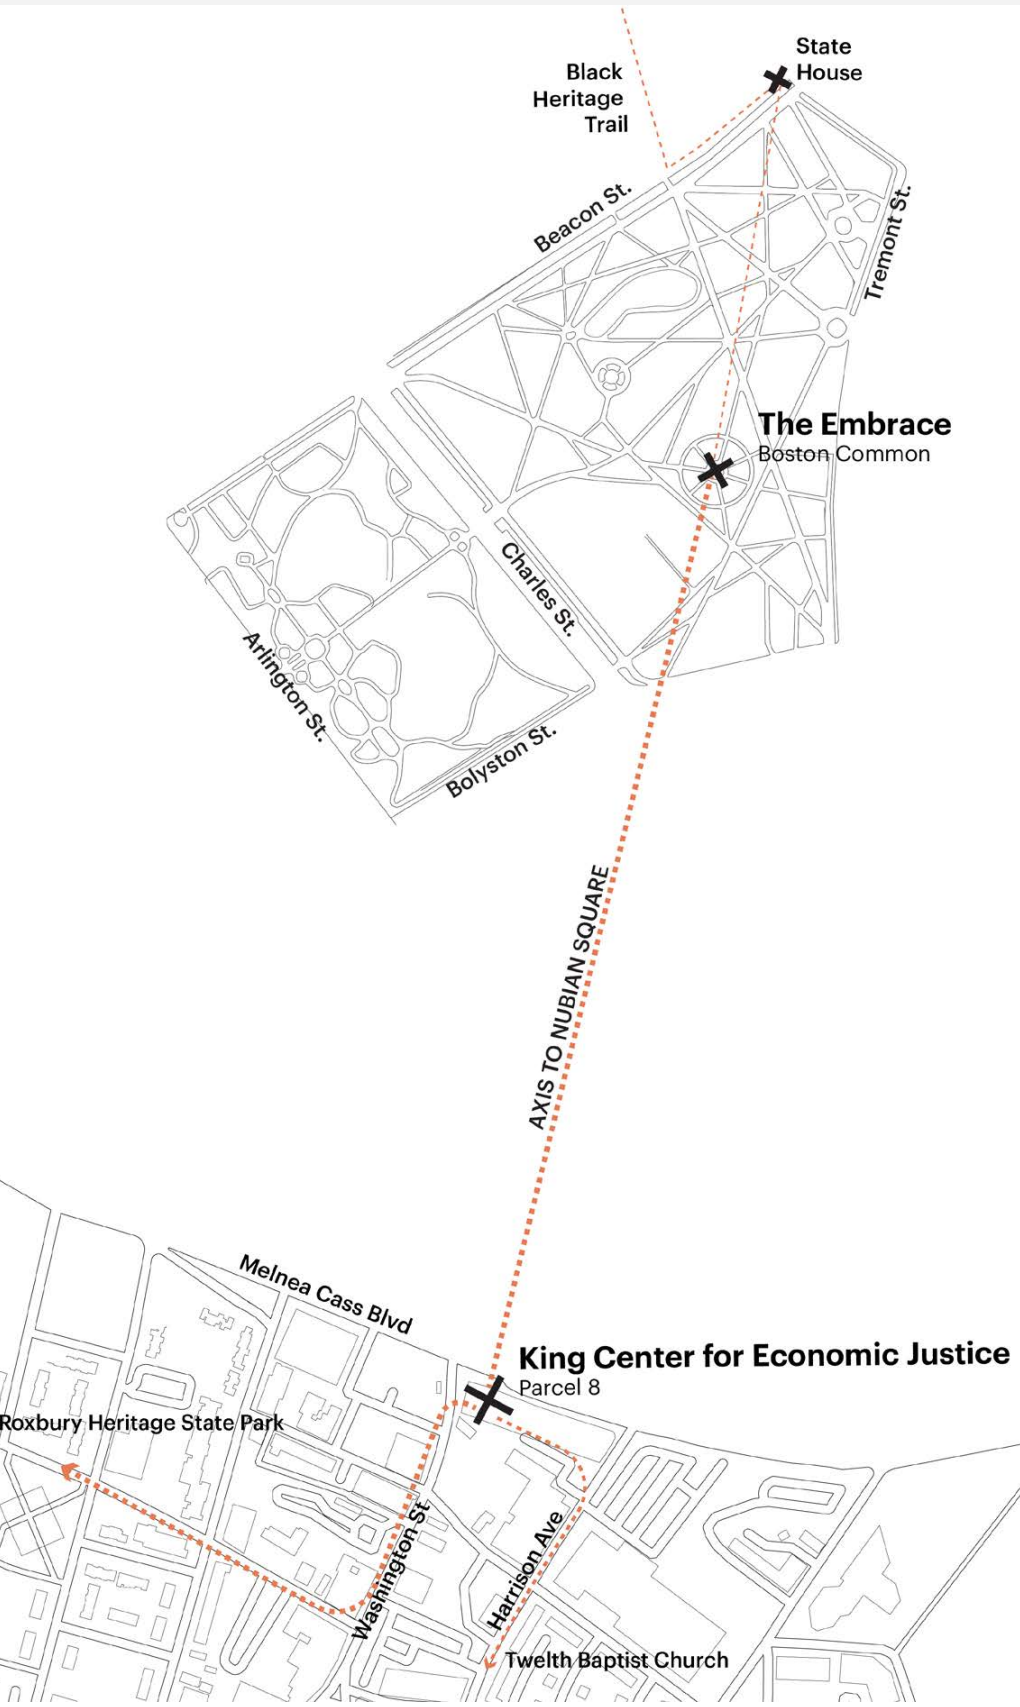 State
House
Black
Heritage
Trail
Beacon St.
Tremont St.
The Embrace
Boston Common
Charles St.
Arlington St.
Bolyston St.
AXIS TO NUBIAN SQUARE
Melnea Cass Blvd
King Center for Economic Justice
Parcel 8
Roxbury Heritage State Park
Washington St
Harrison Ave
Twelth Baptist Church